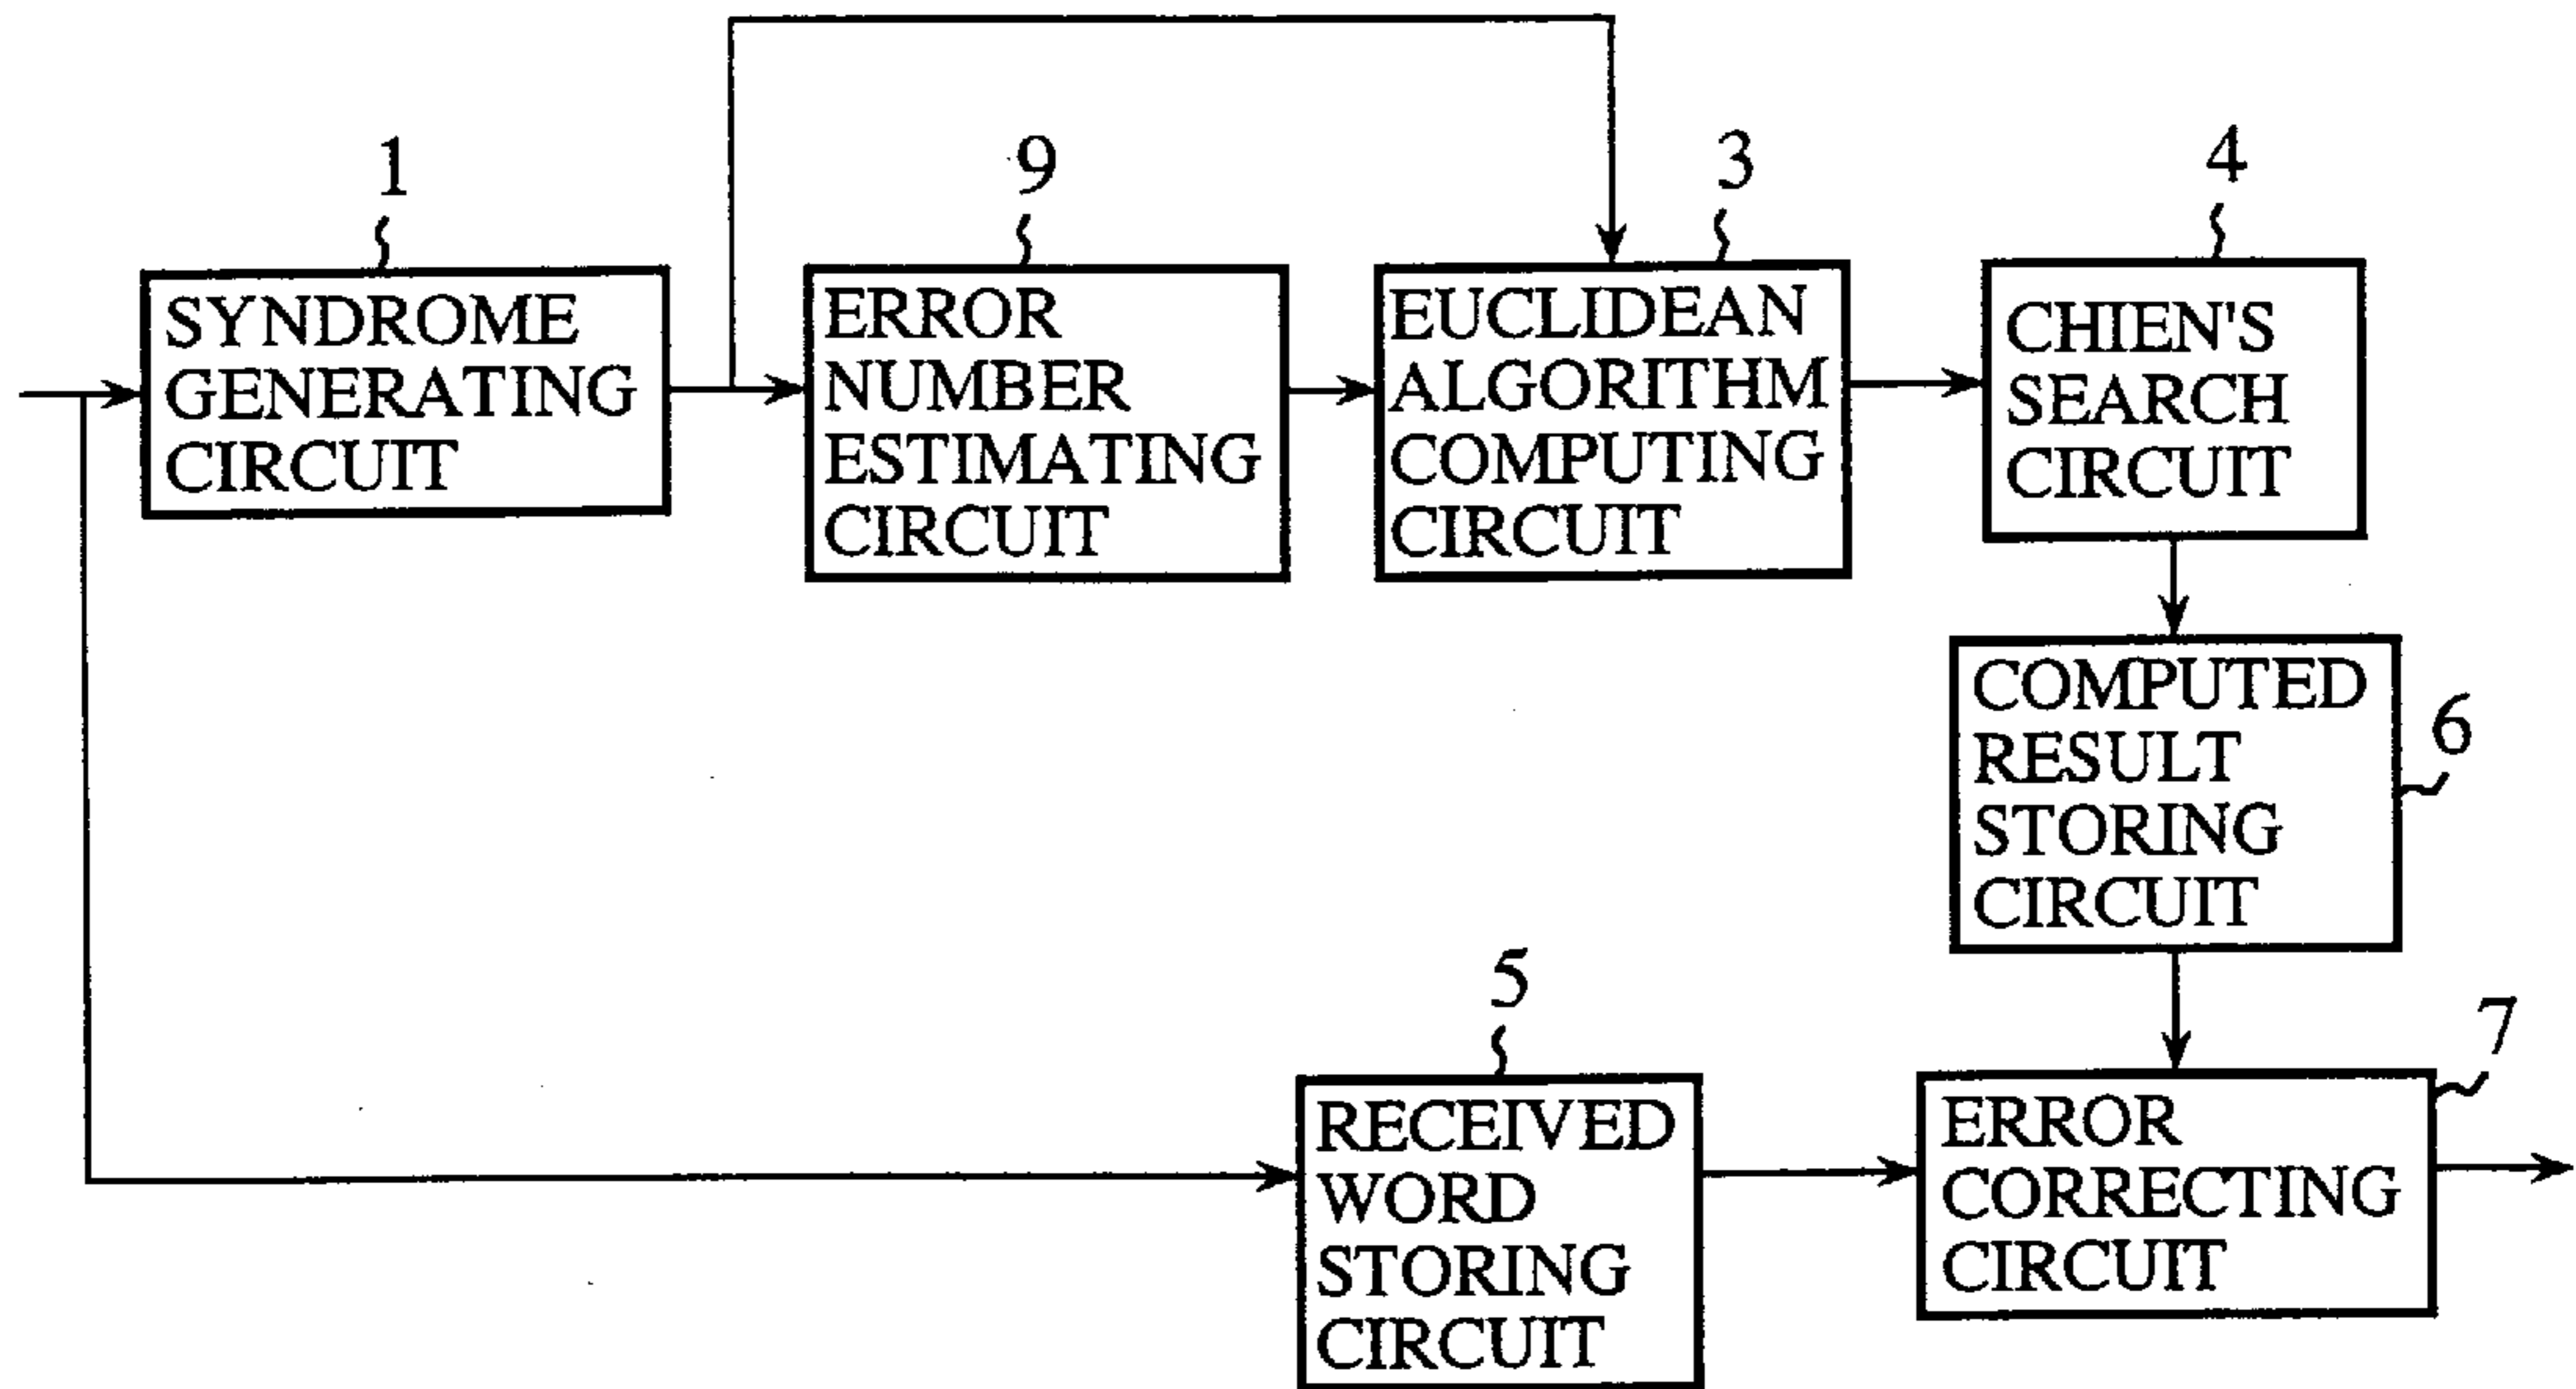 1
SYNDROME
GENERATING
CIRCUIT
9
ERROR
NUMBER
ESTIMATING
CIRCUIT
3
EUCLIDEAN
ALGORITHM
COMPUTING
CIRCUIT
4
CHIEN'S
SEARCH
CIRCUIT
COMPUTED
RESULT
STORING
CIRCUIT
6
5
RECEIVED
WORD
STORING
CIRCUIT
7
ERROR
CORRECTING
CIRCUIT